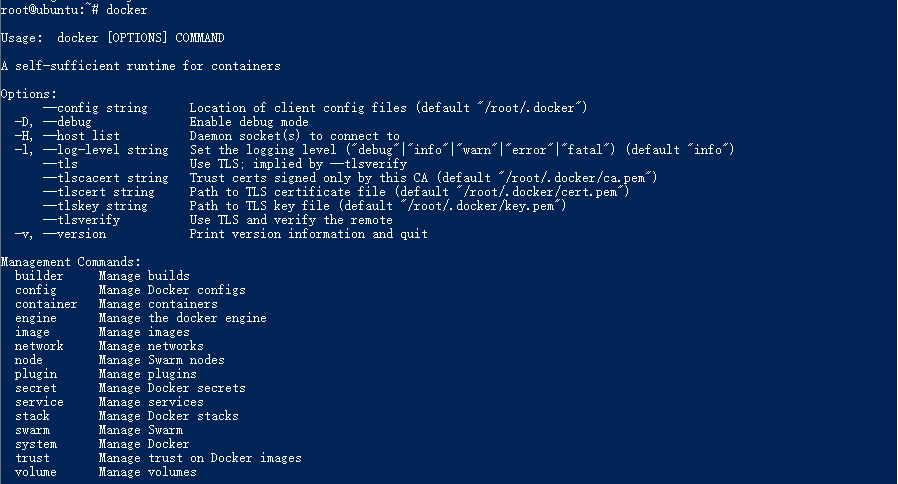 root@ubuntu:~# docker
Usage:  docker [OPTIONS] COMMAND
A self-sufficient runtime for containers
Options:
      --config string      Location of client config files (default "/root/.docker")
  -D, --debug              Enable debug mode
  -H, --host list          Daemon socket(s) to connect to
  -l, --log-level string   Set the logging level ("debug"|"info"|"warn"|"error"|"fatal") (default "info")
      --tls                Use TLS; implied by --tlsverify
      --tlscacert string   Trust certs signed only by this CA (default "/root/.docker/ca.pem")
      --tlscert string     Path to TLS certificate file (default "/root/.docker/cert.pem")
      --tlskey string      Path to TLS key file (default "/root/.docker/key.pem")
      --tlsverify          Use TLS and verify the remote
  -v, --version            Print version information and quit
Management Commands:
  builder     Manage builds
  config      Manage Docker configs
  container   Manage containers
  engine      Manage the docker engine
  image       Manage images
  network     Manage networks
  node        Manage Swarm nodes
  plugin      Manage plugins
  secret      Manage Docker secrets
  service     Manage services
  stack       Manage Docker stacks
  swarm       Manage Swarm
  system      Manage Docker
  trust       Manage trust on Docker images
  volume      Manage volumes